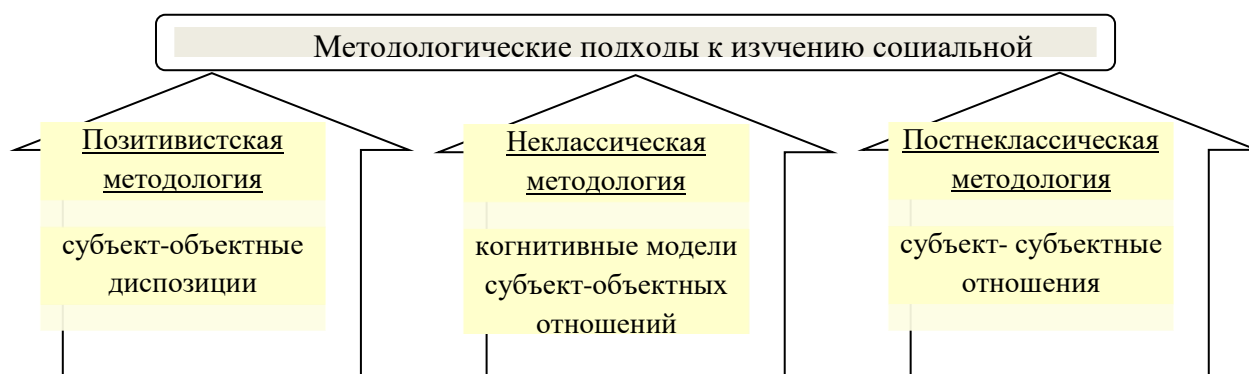 Методологические подходы к изучению социальной
Позитивистская
методология
субъект-объектные
диспозиции
Неклассическая
методология
когнитивные модели
субъект-объектных
отношений
Постнеклассическая
методология
субъект- субъектные
отношения